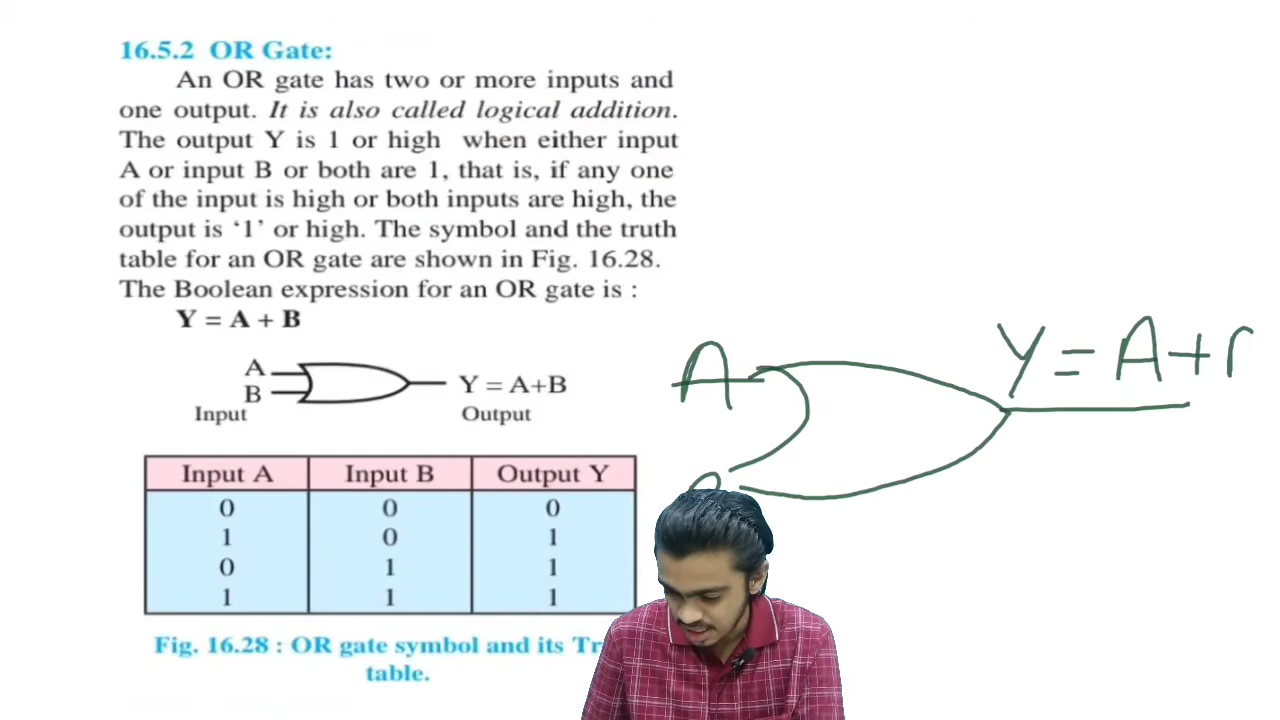 16.5.2 OR Gate:
An OR gate has two or more inputs and
one output. It is also called logical addition.
The output Y is 1 or high when either input
A or input B or both are 1, that is, if any one
of the input is high or both inputs are high, the
output is ‘1’ or high. The symbol and the truth
table for an OR gate are shown in Fig. 16.28.
The Boolean expression for an OR gate is :
Y = A + B
A
B
Input
Y = A+B
Output
Input A Input B Output Y
0 0 0
1 0 1
0 1 1
1 1 1
Fig. 16.28 : OR gate symbol and its Tr
table.
A
Y = A +